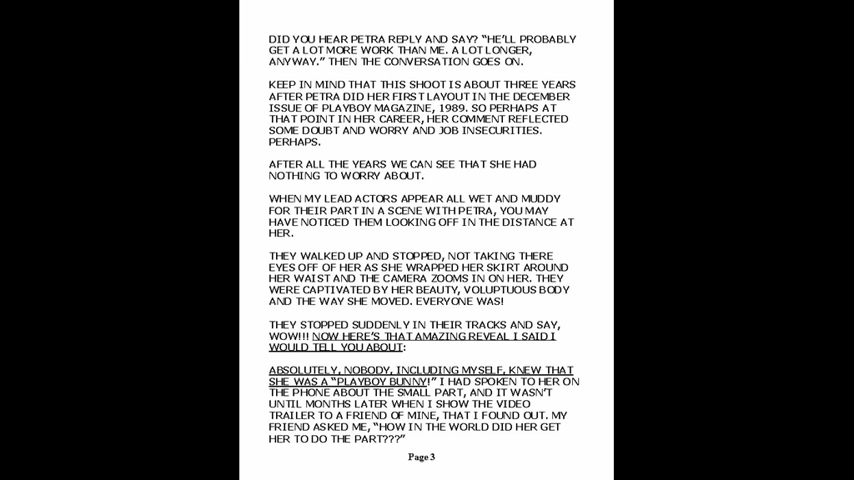 DID YOU HEAR PETRA REPLY AND SAY? "HE'LL PROBABLY
GET A LOT MORE WORK THAN ME. A LOT LONGER,
ANYWAY." THEN THE CONVERSATION GOES ON.
KEEP IN MIND THAT THIS SHOOT IS ABOUT THREE YEARS
AFTER PETRA DID HER FIRST LAYOUT IN THE DECEMBER
ISSUE OF PLAYBOY MAGAZINE, 1989. SO PERHAPS AT
THAT POINT IN HER CAREER, HER COMMENT REFLECTED
SOME DOUBT AND WORRY AND JOB INSECURITIES.
PERHAPS.
AFTER ALL THE YEARS WE CAN SEE THAT SHE HAD
NOTHING TO WORRY ABOUT.
WHEN MY LEAD ACTORS APPEAR ALL WET AND MUDDY
FOR THEIR PART IN A SCENE WITH PETRA, YOU MAY
HAVE NOTICED THEM LOOKING OFF IN THE DISTANCE AT
HER.
THEY WALKED UP AND STOPPED, NOT TAKING THERE
EYES OFF OF HER AS SHE WRAPPED HER SKIRT AROUND
HER WAIST AND THE CAMERA ZOOMS IN ON HER. THEY
WERE CAPTIVATED BY HER BEAUTY, VOLUPTUOUS BODY
AND THE WAY SHE MOVED. EVERYONE WAS!
THEY STOPPED SUDDENLY IN THEIR TRACKS AND SAY,
WOW!!! NOW HERE'S THAT AMAZING REVEAL I SAID I
WOULD TELL YOU ABOUT:
ABSOLUTELY, NOBODY, INCLUDING MYSELF, KNEW THAT
SHE WAS A "PLAYBOY BUNNY!" I HAD SPOKEN TO HER ON
THE PHONE ABOUT THE SMALL PART, AND IT WASN'T
UNTIL MONTHS LATER WHEN I SHOW THE VIDEO
TRAILER TO A FRIEND OF MINE, THAT I FOUND OUT. MY
FRIEND ASKED ME, "HOW IN THE WORLD DID HER GET
HER TO DO THE PART???"
Page 3